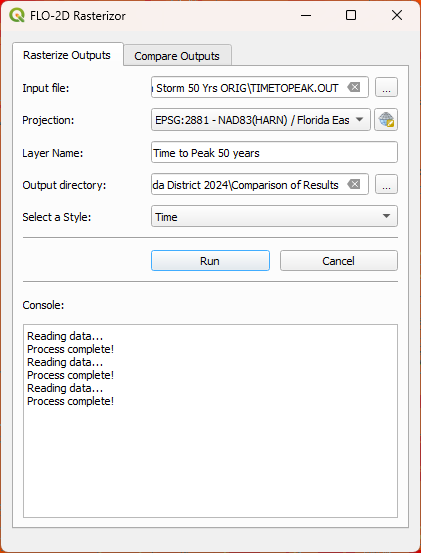 FLO-2D Rasterizor
Rasterize Outputs
Compare Outputs
Input file:
Storm 50 Yrs ORIG\TIMETOPEAK.OUT
...
Projection:
EPSG:2881 - NAD83(HARN) / Florida Eas
Layer Name:
Time to Peak 50 years
Output directory:
da District 2024\Comparison of Results
...
Select a Style:
Time
Run
Cancel
Console:
Reading data...
Process complete!
Reading data...
Process complete!
Reading data...
Process complete!